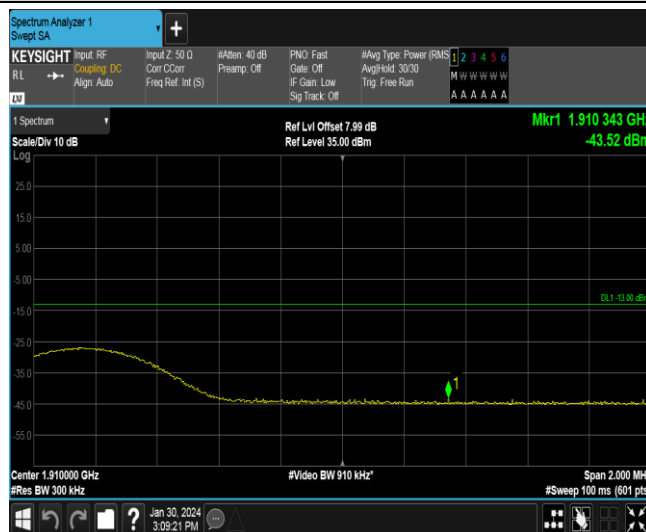 Spectrum Analyzer 1
Swept SA
+
KEYSIGHT
RL
LXI
Input: RF
Coupling: DC
Align: Auto
Input Z: 50 Ω
Corr CCorr
Freq Ref: Int (S)
#Atten: 40 dB
Preamp: Off
PNO: Fast
Gate: Off
IF Gain: Low
Sig Track: Off
#Avg Type: Power (RMS
Avg|Hold: 30/30
Trig: Free Run
1 2 3 4 5 6
M W W W W W
A A A A A A
1 Spectrum
Scale/Div 10 dB
Ref Lvl Offset 7.99 dB
Ref Level 35.00 dBm
Mkr1 1.910 343 GHz
-43.52 dBm
Log
25.0
15.0
5.00
-5.00
-15.0
-25.0
-35.0
-45.0
-55.0
DL1 -13.00 dBm
1
Center 1.910000 GHz
#Res BW 300 kHz
#Video BW 910 kHz*
Span 2.000 MH
#Sweep 100 ms (601 pts
?
Jan 30, 2024
3:09:21 PM